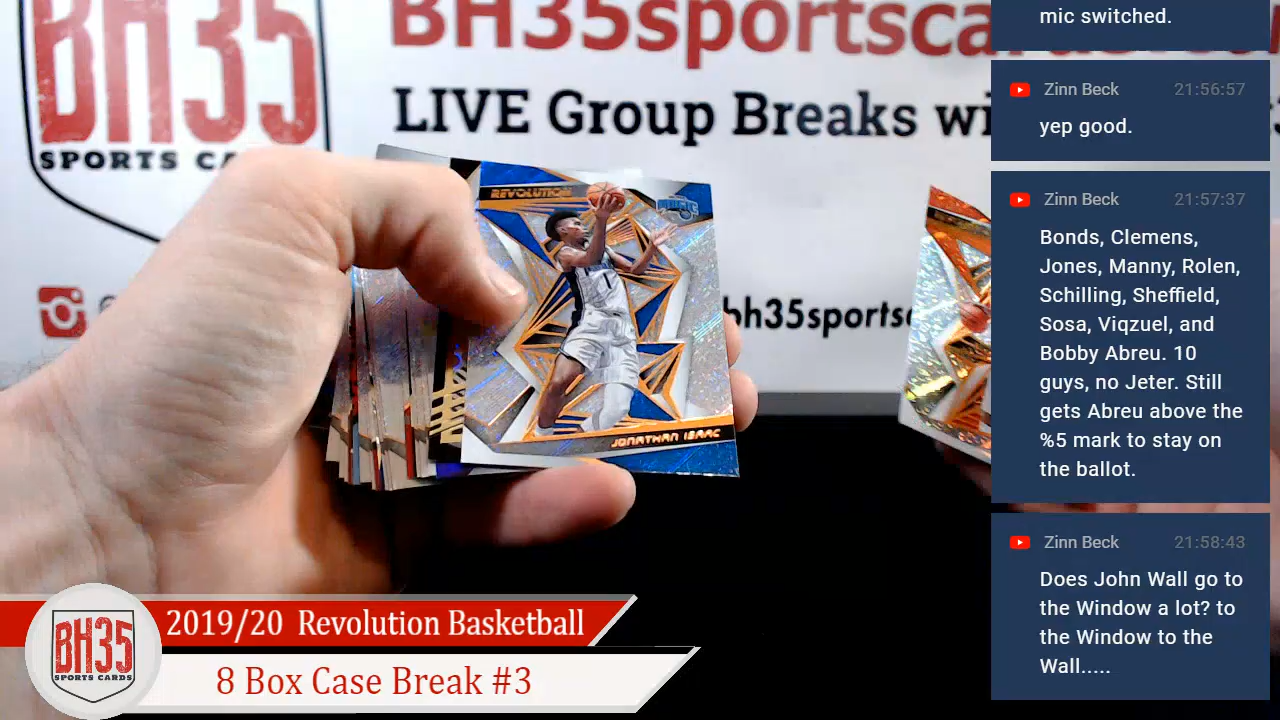 BH35
SPORTS CA
BH35sportsca
LIVE Group Breaks wi
bh35sports
REVOLUTION
MAGIC
1
JONATHAN ISAAC
mic switched.
Zinn Beck 21:56:57
yep good.
Zinn Beck 21:57:37
Bonds, Clemens,
Jones, Manny, Rolen,
Schilling, Sheffield,
Sosa, Viqzuel, and
Bobby Abreu. 10
guys, no Jeter. Still
gets Abreu above the
%5 mark to stay on
the ballot.
Zinn Beck 21:58:43
Does John Wall go to
the Window a lot? to
the Window to the
Wall.....
BH35
SPORTS CARDS
2019/20 Revolution Basketball
8 Box Case Break #3